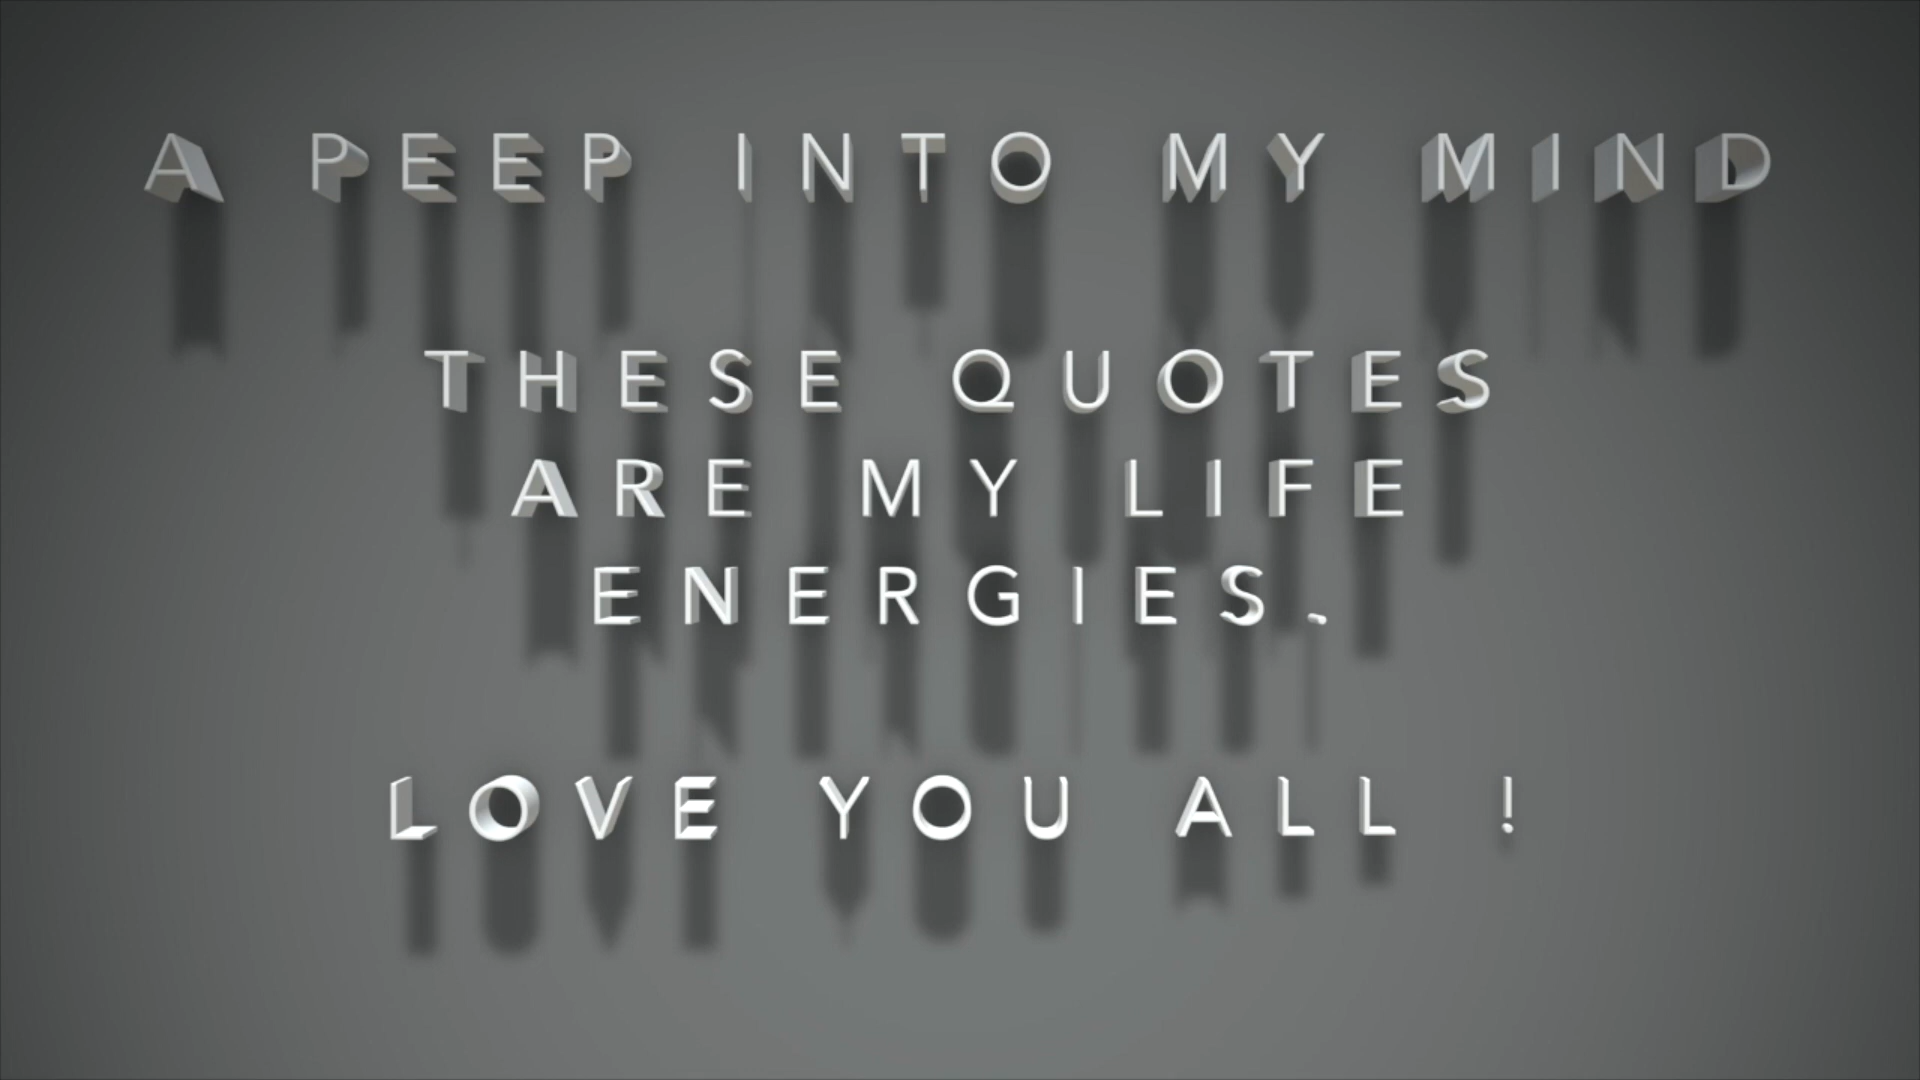 A PEEP INTO MY MIND
THESE QUOTES
ARE MY LIFE
ENERGIES.
LOVE YOU ALL !